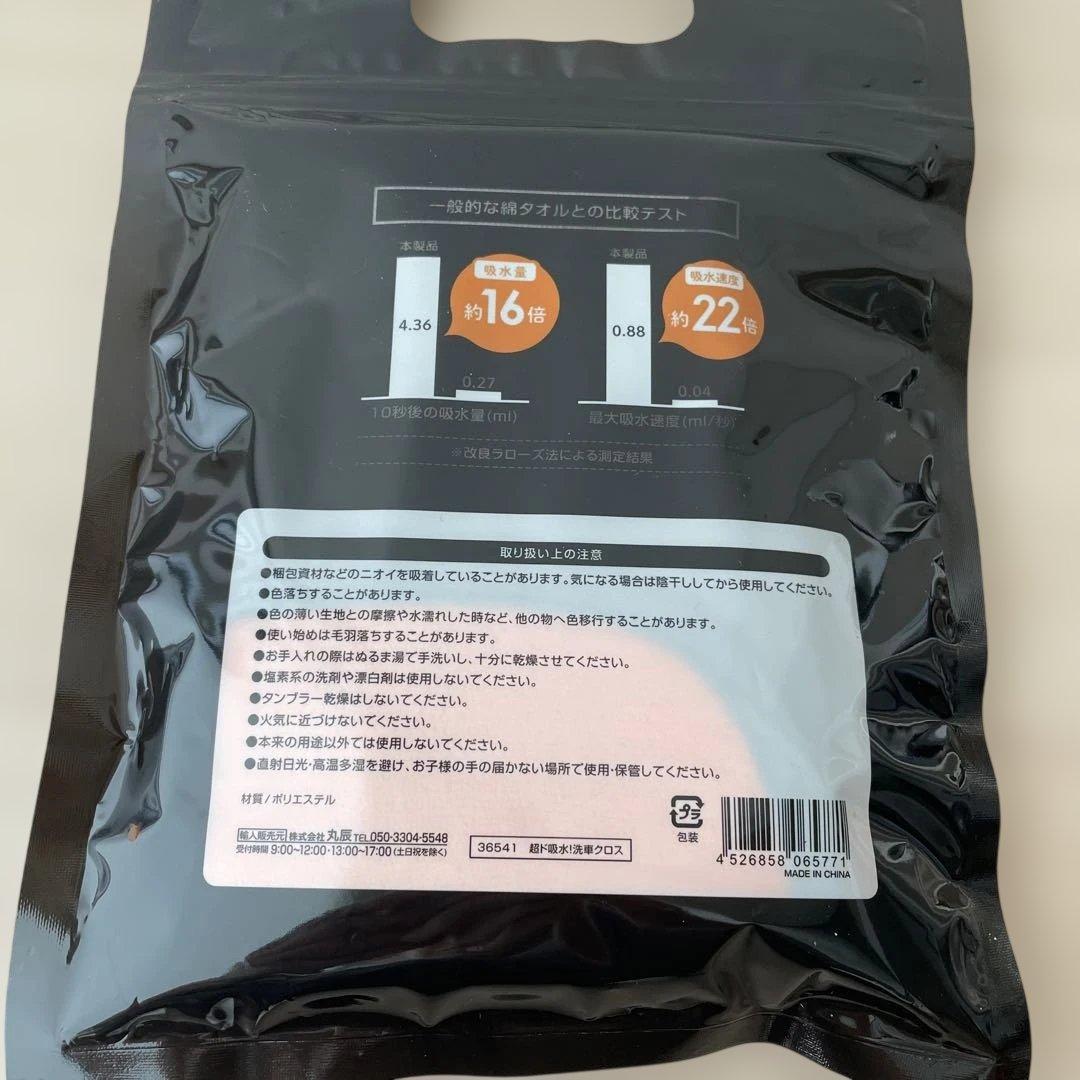 一般的な綿タオルとの比較テスト
本製品
吸水量
約16倍
4.36
0.27
10秒後の吸水量(ml)
本製品
吸水速度
約22倍
0.88
0.04
最大吸水速度(ml/秒)
※改良ラローズ法による測定結果
取り扱い上の注意
●梱包資材などのニオイを吸着していることがあります。気になる場合は陰干ししてから使用してください。
●色落ちすることがあります。
●色の薄い生地との摩擦や水濡れした時など、他の物へ色移行することがあります。
●使い始めは毛羽落ちすることがあります。
●お手入れの際はぬるま湯で手洗いし、十分に乾燥させてください。
●塩素系の洗剤や漂白剤は使用しないでください。
●タンブラー乾燥はしないでください。
●火気に近づけないでください。
●本来の用途以外では使用しないでください。
●直射日光・高温多湿を避け、お子様の手の届かない場所で使用・保管してください。
材質/ポリエステル
輸入販売元 株式会社 丸辰 TEL 050-3304-5548
受付時間 9:00~12:00・13:00~17:00 (土日祝を除く)
36541 超ド吸水!洗車クロス
プラ
包装
4 526858 065771
MADE IN CHINA